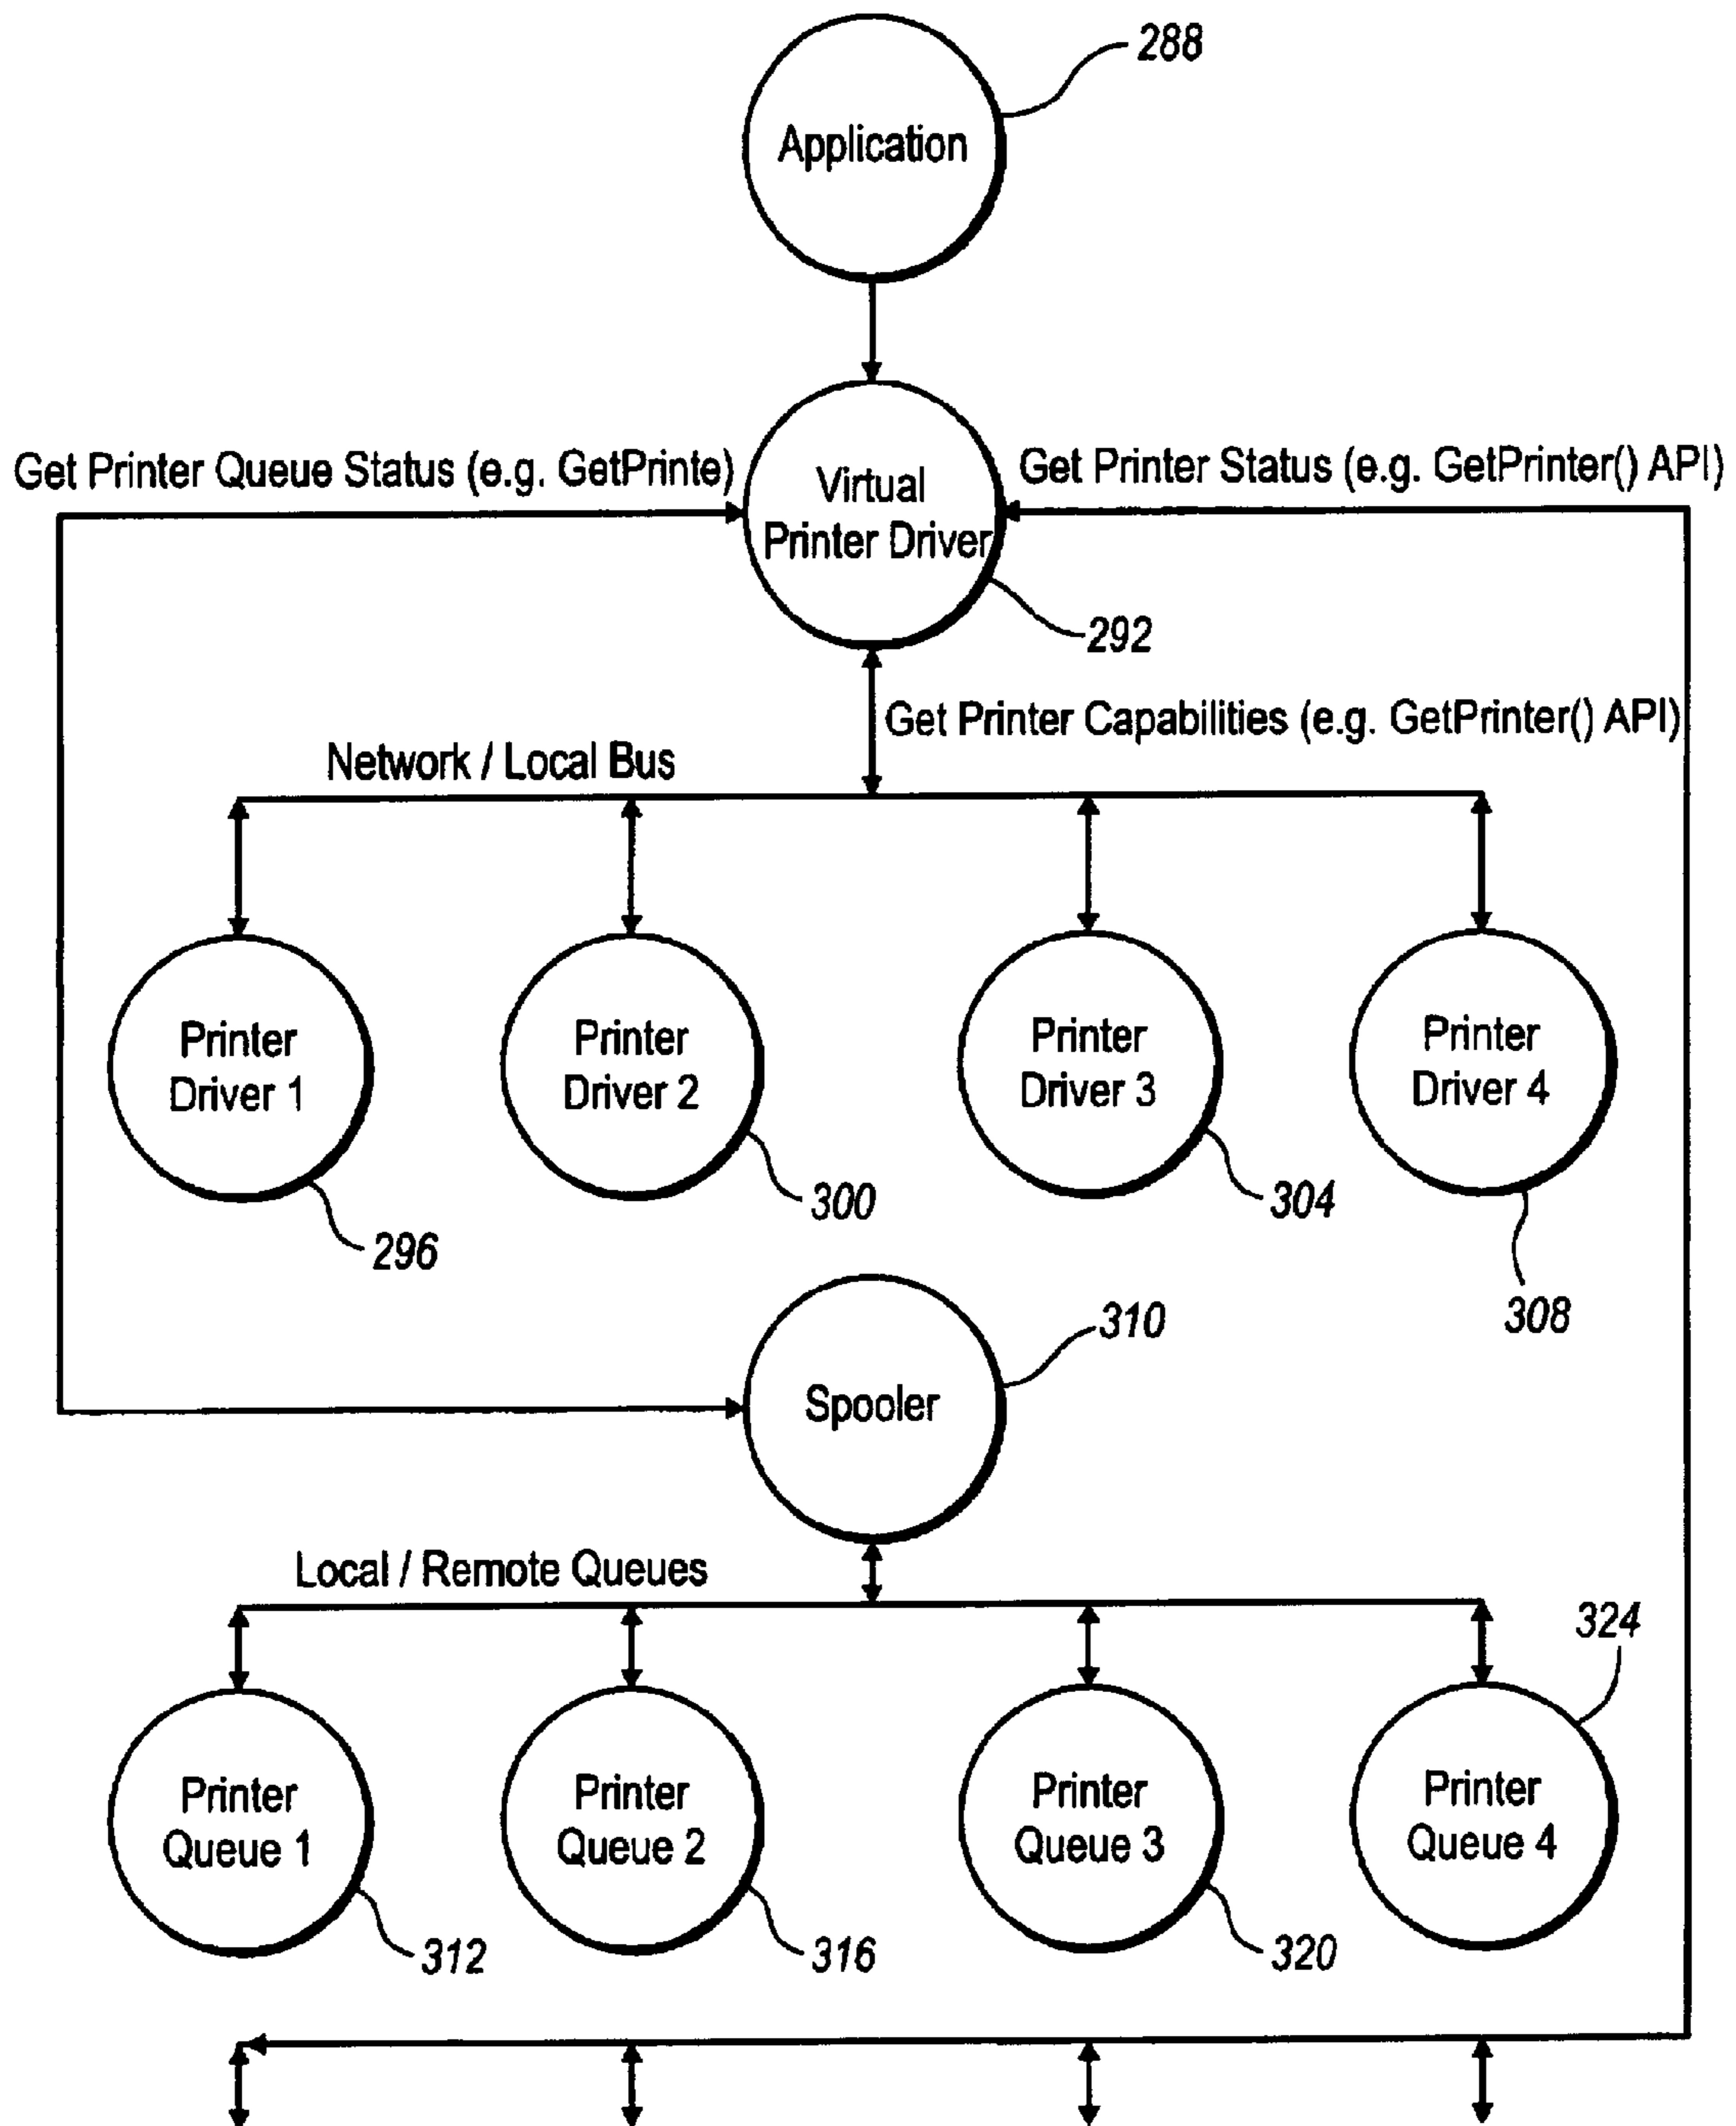 288
Application
Get Printer Queue Status (e.g. GetPrinte)
Virtual
Printer Driver
Get Printer Status (e.g. GetPrinter() API)
292
Get Printer Capabilities (e.g. GetPrinter() API)
Network / Local Bus
Printer
Driver 1
Printer
Driver 2
Printer
Driver 3
Printer
Driver 4
296
300
304
308
310
Spooler
Local / Remote Queues
324
Printer
Queue 1
Printer
Queue 2
Printer
Queue 3
Printer
Queue 4
312
316
320